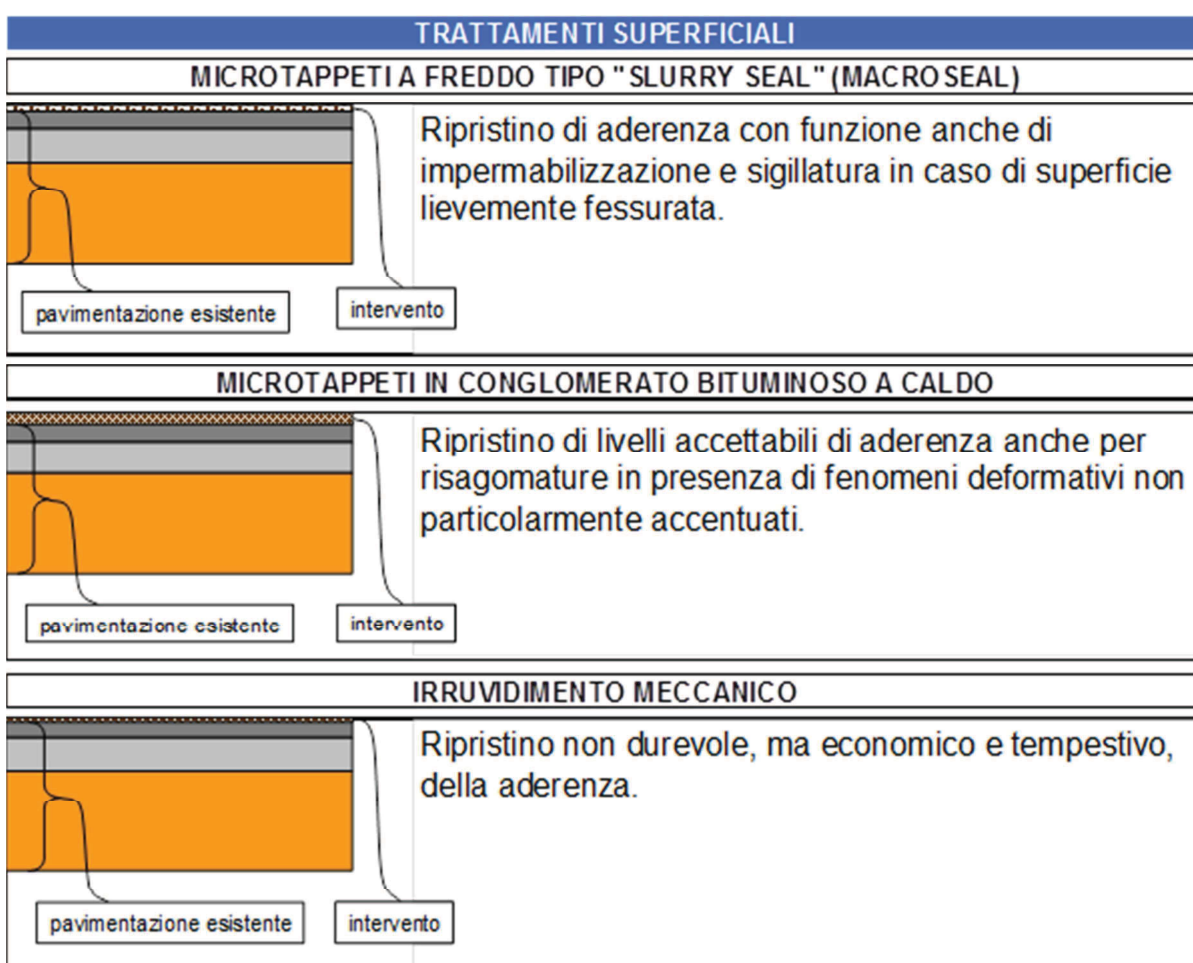 TRATTAMENTI SUPERFICIALI
MICROTAPPETI A FREDDO TIPO "SLURRY SEAL" (MACROSEAL)
Ripristino di aderenza con funzione anche di
impermabilizzazione e sigillatura in caso di superficie
lievemente fessurata.
pavimentazione esistente
intervento
MICROTAPPETI IN CONGLOMERATO BITUMINOSO A CALDO
Ripristino di livelli accettabili di aderenza anche per
risagomature in presenza di fenomeni deformativi non
particolarmente accentuati.
pavimentazione esistente
intervento
IRRUVIDIMENTO MECCANICO
Ripristino non durevole, ma economico e tempestivo,
della aderenza.
pavimentazione esistente
intervento